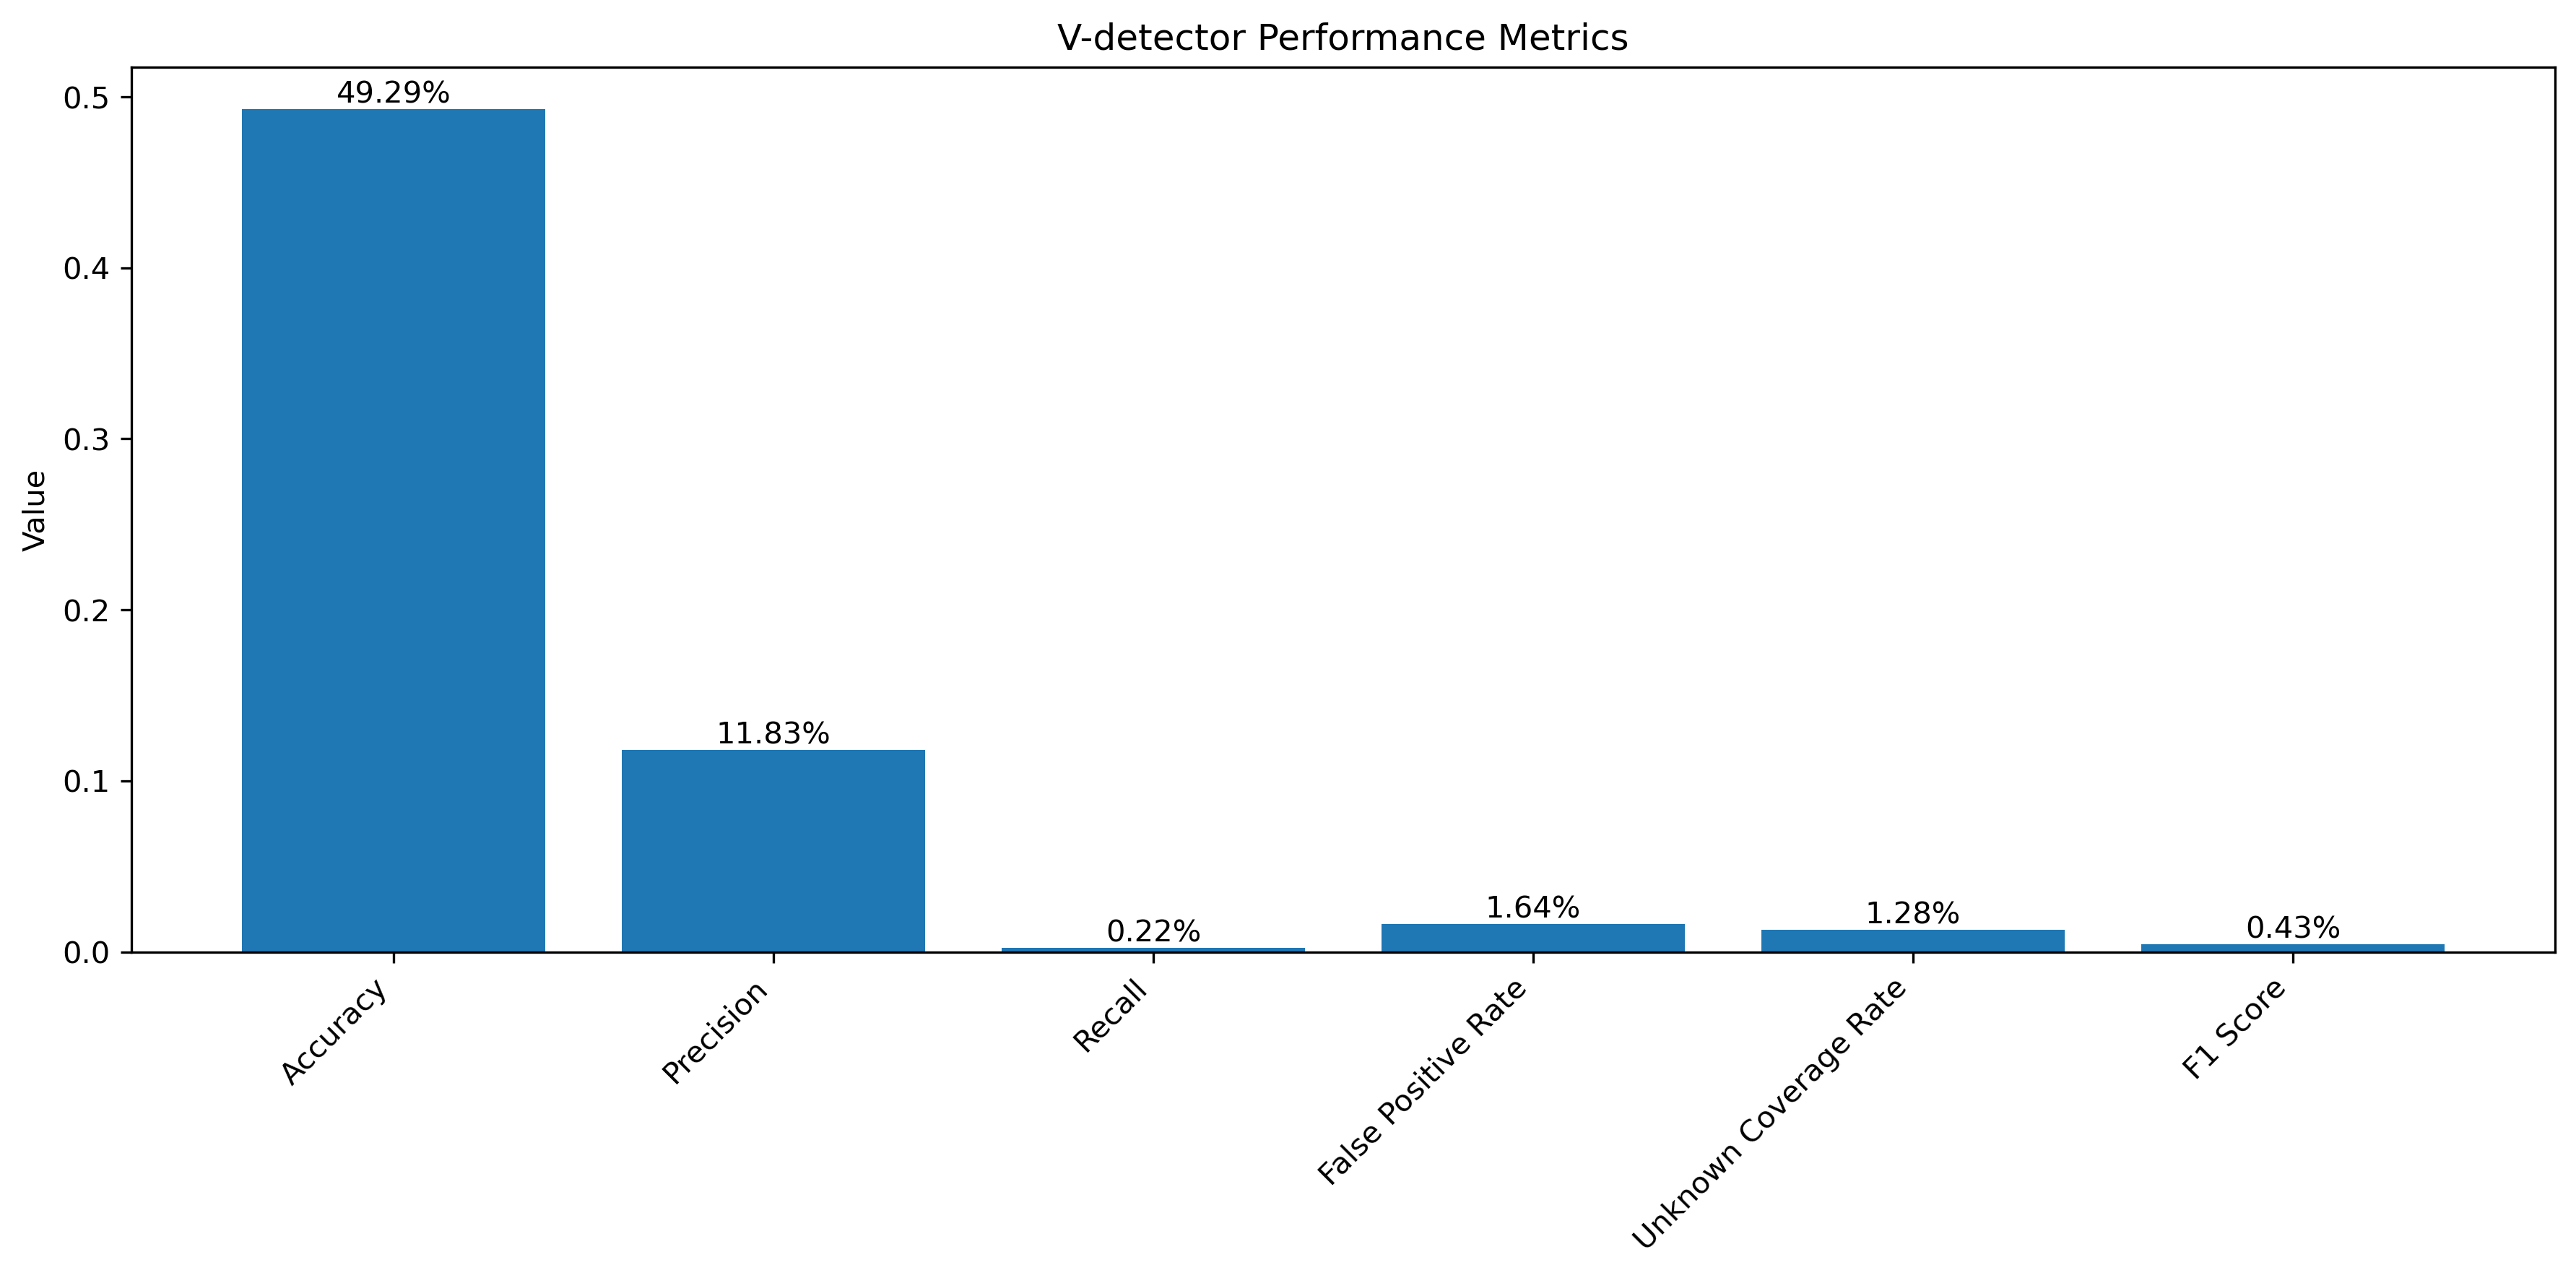 V-detector Performance Metrics
Value
0.5
0.4
0.3
0.2
0.1
0.0
49.29%
11.83%
0.22%
1.64%
1.28%
0.43%
Accuracy
Precision
Recall
False Positive Rate
Unknown Coverage Rate
F1 Score